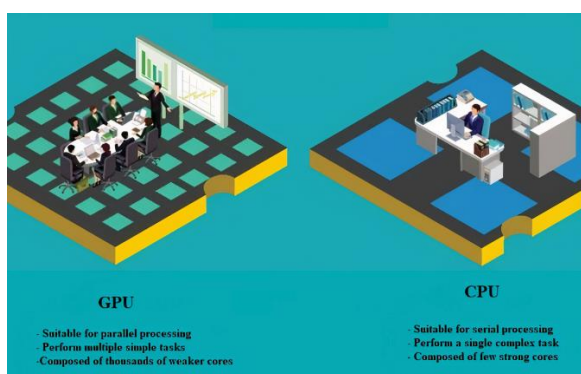 GPU
- Suitable for parallel processing
- Perform multiple simple tasks
-Composed of thousands of weaker cores
CPU
- Suitable for serial processing
- Perform a single complex task
- Composed of few strong cores